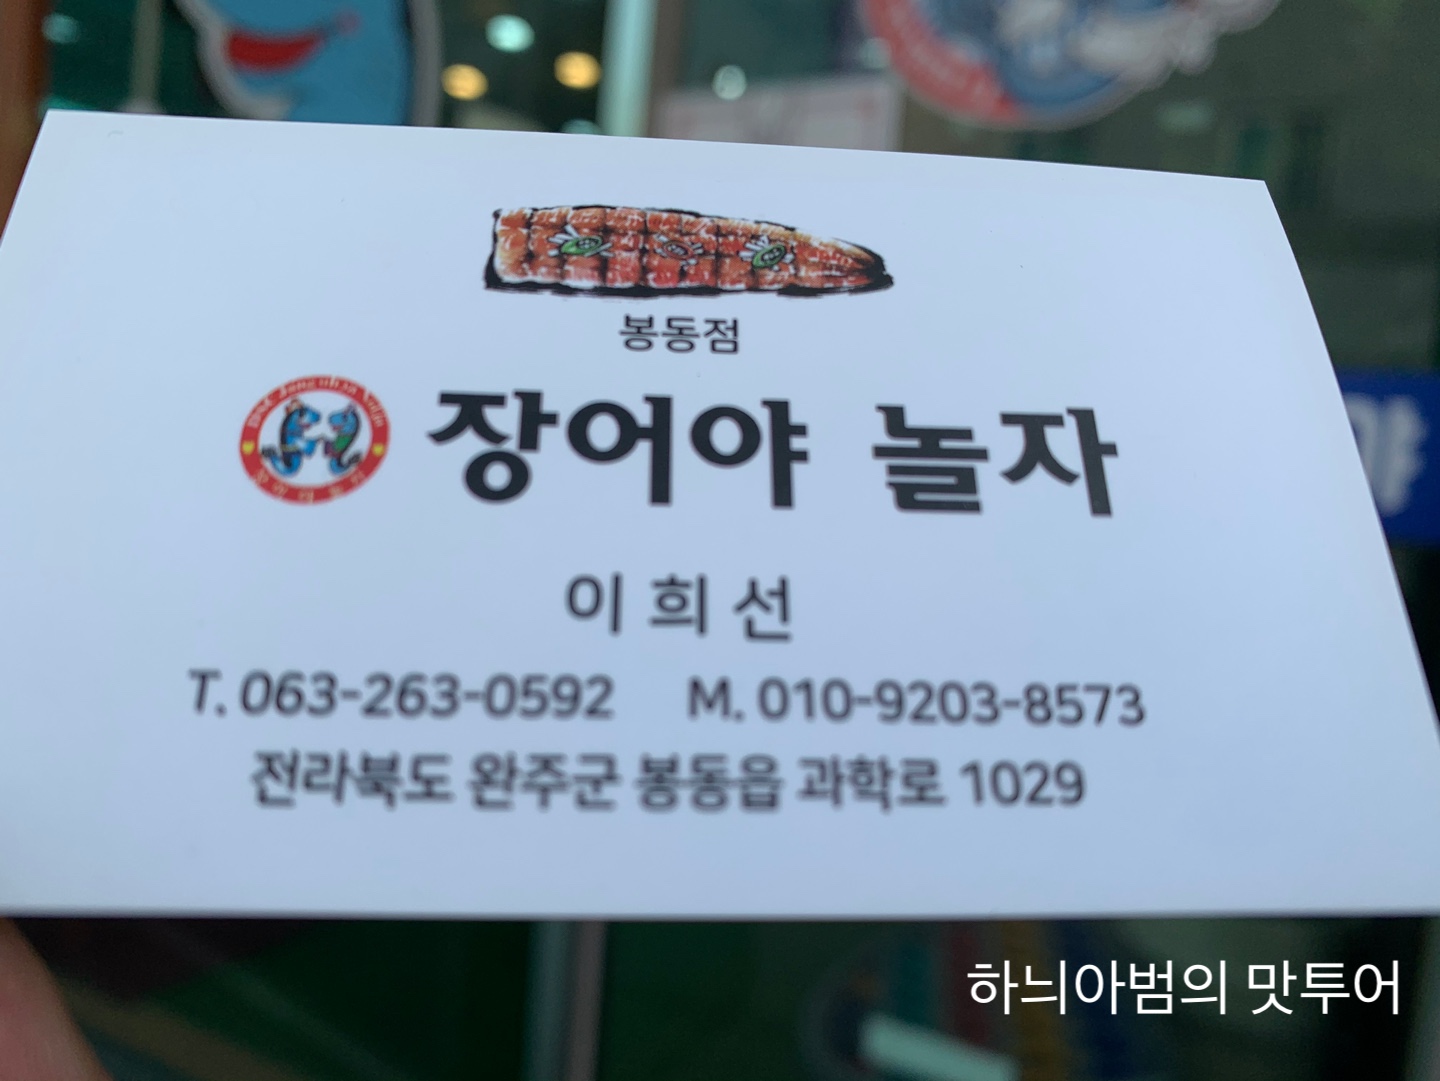 봉동점
장어야 놀자
이희선
T. 063-263-0592 M. 010-9203-8573
전라북도 완주군 봉동읍 과학로 1029
야
하늬아범의 맛투어